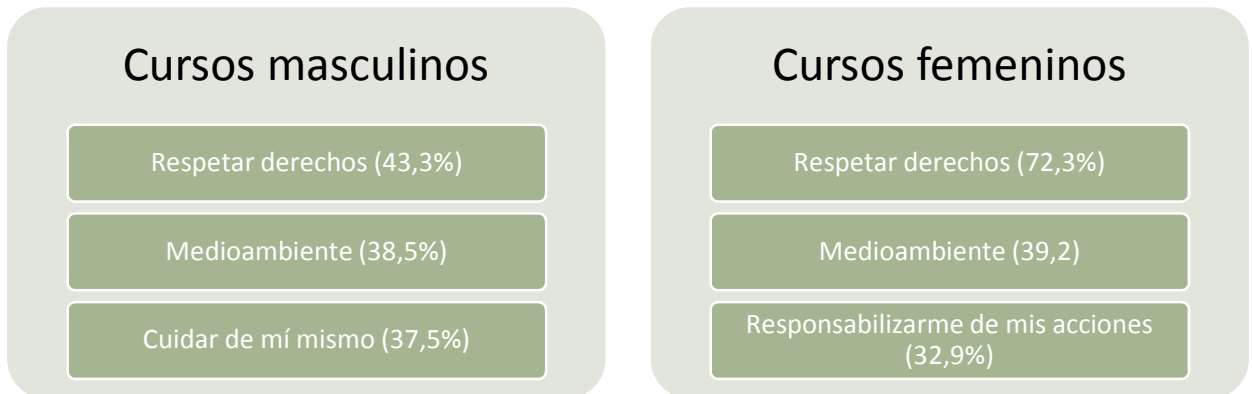 Cursos masculinos
Respetar derechos (43,3%)
Medioambiente (38,5%)
Cuidar de mí mismo (37,5%)
Cursos femeninos
Respetar derechos (72,3%)
Medioambiente (39,2)
Responsabilizarme de mis acciones
(32,9%)